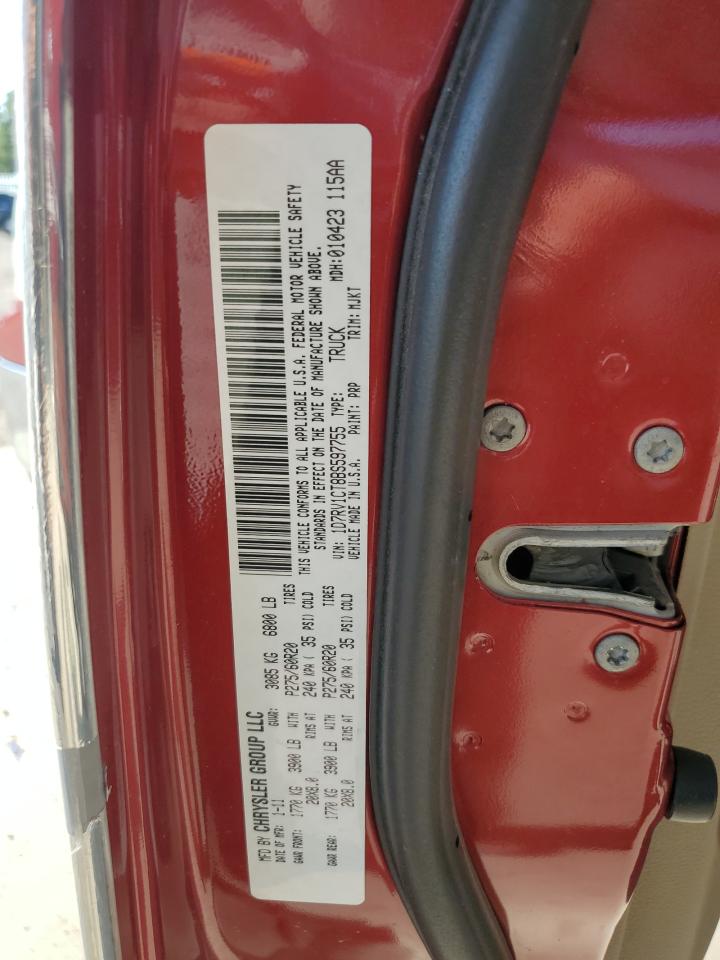 MFD BY CHRYSLER GROUP LLC
DATE OF MFR: 1-11 GVWR: 3085 KG 6800 LB
GAWR FRONT: 1770 KG 3900 LB WITH P275/60R20 TIRES
20X8.0 RIMS AT 240 KPA ( 35 PSI) COLD
GAWR REAR: 1770 KG 3900 LB WITH P275/60R20 TIRES
20X8.0 RIMS AT 240 KPA ( 35 PSI) COLD
THIS VEHICLE CONFORMS TO ALL APPLICABLE U.S.A. FEDERAL MOTOR VEHICLE SAFETY
STANDARDS IN EFFECT ON THE DATE OF MANUFACTURE SHOWN ABOVE.
MDH:010423 115AA
VIN: 1D7RV1CT8BS597755 TYPE: TRUCK
VEHICLE MADE IN U.S.A. PAINT: PRP TRIM: MJKT